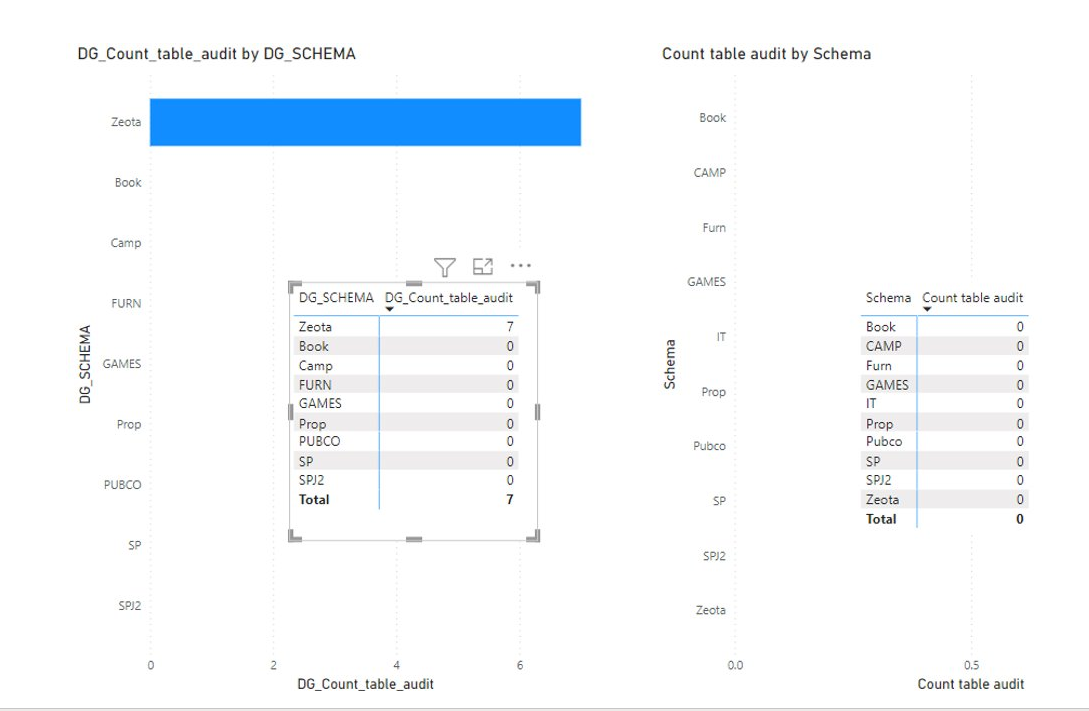 DG_Count_table_audit by DG_SCHEMA
Zeota
Book
Camp
FURN
GAMES
Prop
PUBCO
SP
SPJ2
DG_SCHEMA
0 2 4 6
DG_Count_table_audit
DG_SCHEMA DG_Count_table_audit
Zeota 7
Book 0
Camp 0
FURN 0
GAMES 0
Prop 0
PUBCO 0
SP 0
SPJ2 0
Total 7
Count table audit by Schema
Book
CAMP
Furn
GAMES
IT
Prop
Pubco
SP
SPJ2
Zeota
Schema
0.0 0.5
Count table audit
Schema Count table audit
Book 0
CAMP 0
Furn 0
GAMES 0
IT 0
Prop 0
Pubco 0
SP 0
SPJ2 0
Zeota 0
Total 0